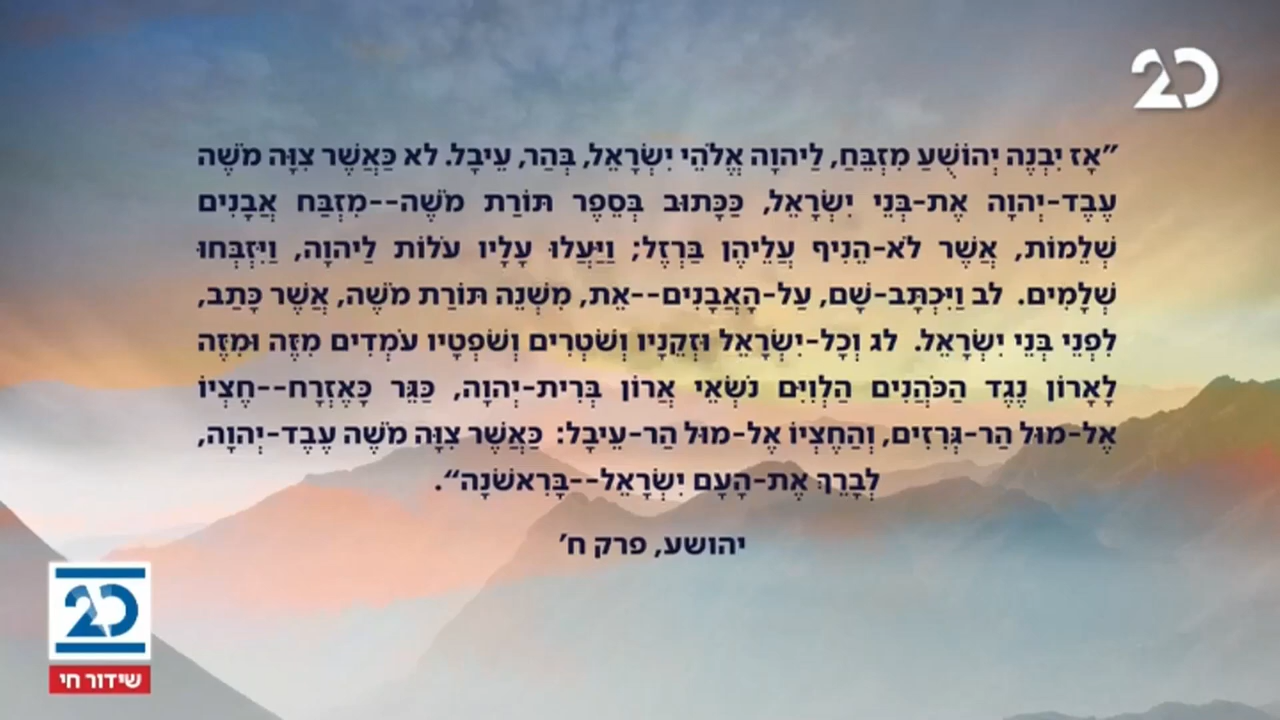 20
"אָז יִבְנֶה יְהוֹשֻׁעַ מִזְבֵּחַ, לַיהוָה אֱלֹהֵי יִשְׂרָאֵל, בְּהַר, עֵיבָל. לא כַּאֲשֶׁר צִוָּה מֹשֶׁה
עֶבֶד-יְהוָה אֶת-בְּנֵי יִשְׂרָאֵל, כַּכָּתוּב בְּסֵפֶר תּוֹרַת מֹשֶׁה--מִזְבַּח אֲבָנִים
שְׁלֵמוֹת, אֲשֶׁר לֹא-הֵנִיף עֲלֵיהֶן בַּרְזֶל; וַיַּעֲלוּ עָלָיו עֹלוֹת לַיהוָה, וַיִּזְבְּחוּ
שְׁלָמִים. לב וַיִּכְתָּב-שָׁם, עַל-הָאֲבָנִים--אֵת, מִשְׁנֵה תּוֹרַת מֹשֶׁה, אֲשֶׁר כָּתַב,
לִפְנֵי בְּנֵי יִשְׂרָאֵל. לג וְכָל-יִשְׂרָאֵל וּזְקֵנָיו וְשֹׁטְרִים וְשֹׁפְטָיו עֹמְדִים מִזֶּה וּמִזֶּה
לָאָרוֹן נֶגֶד הַכֹּהֲנִים הַלְוִיִּם נֹשְׂאֵי אֲרוֹן בְּרִית-יְהוָה, כַּגֵּר כָּאֶזְרָח--חֶצְיוֹ
אֶל-מוּל הַר-גְּרִזִים, וְהַחֶצְיוֹ אֶל-מוּל הַר-עֵיבָל: כַּאֲשֶׁר צִוָּה מֹשֶׁה עֶבֶד-יְהוָה,
לְבָרֵךְ אֶת-הָעָם יִשְׂרָאֵל--בָּרִאשֹׁנָה".
יהושע, פרק ח'
20
שידור חי